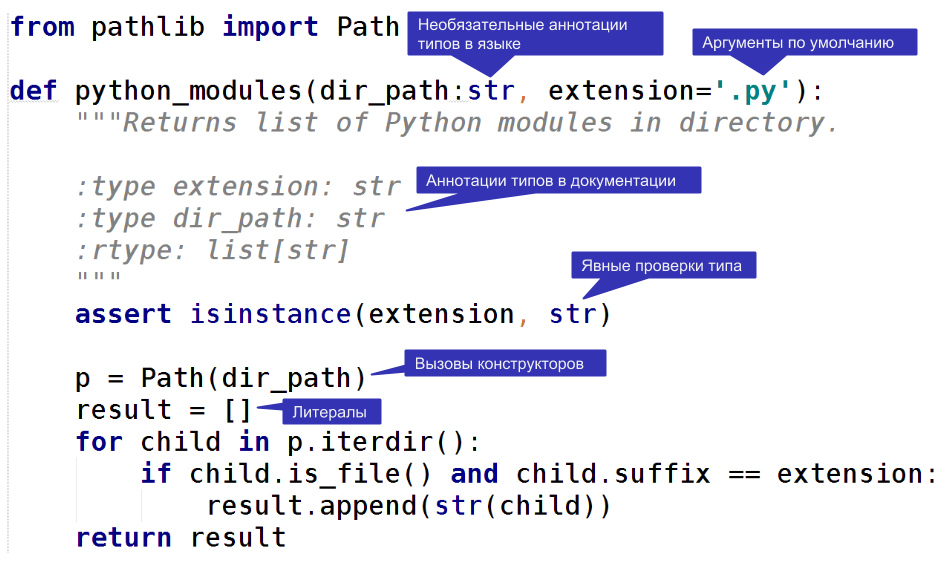 from pathlib import Path
Необязательные аннотации
типов в языке
Аргументы по умолчанию
def python_modules(dir_path:str, extension='.py'):
    """Returns list of Python modules in directory.
    :type extension: str
Аннотации типов в документации
    :type dir_path: str
    :rtype: list[str]
    """
Явные проверки типа
    assert isinstance(extension, str)
Вызовы конструкторов
    p = Path(dir_path)
    result = []
Литералы
    for child in p.iterdir():
        if child.is_file() and child.suffix == extension:
            result.append(str(child))
    return result